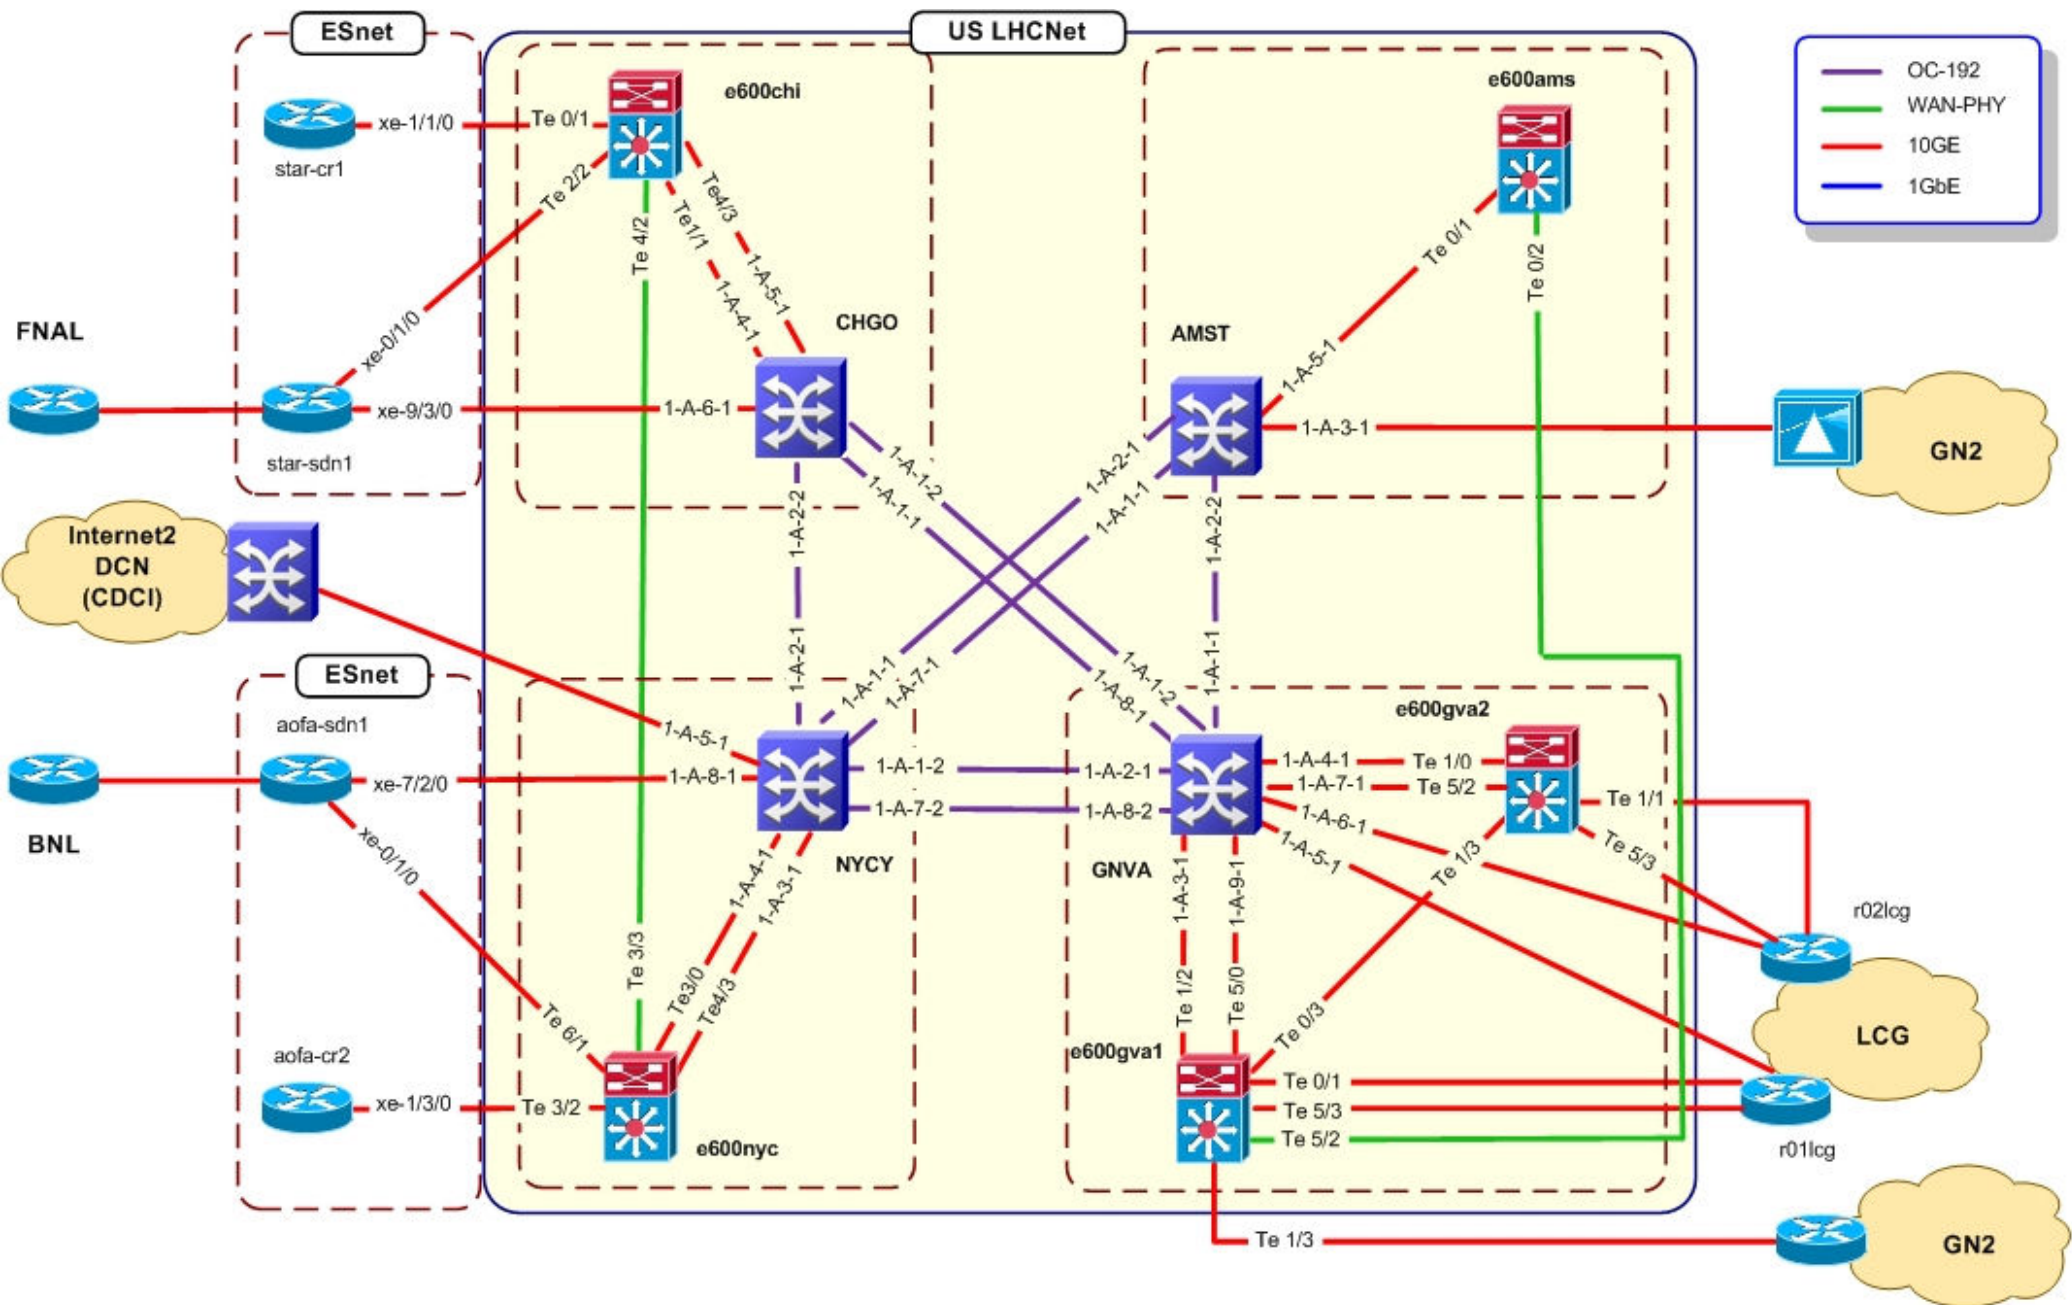 ESnet
US LHCNet
OC-192
WAN-PHY
10GE
1GbE
e600chi
e600ams
xe-1/1/0
Te 0/1
star-cr1
Te 2/2
Te4/3
Te1/1
Te 4/2
1-A-5-1
1-A-4-1
Te 0/1
Te 0/2
FNAL
xe-0/1/0
CHGO
AMST
1-A-5-1
xe-9/3/0
1-A-6-1
1-A-3-1
GN2
star-sdn1
1-A-1-2
1-A-1-1
1-A-2-1
1-A-1-1
1-A-2-2
1-A-2-2
Internet2
DCN
(CDCI)
1-A-2-1
1-A-1-1
1-A-7-1
1-A-1-2
1-A-8-1
1-A-1-1
ESnet
aofa-sdn1
1-A-5-1
e600gva2
xe-7/2/0
1-A-8-1
1-A-1-2
1-A-2-1
1-A-4-1
Te 1/0
1-A-7-1
Te 5/2
Te 1/1
1-A-7-2
1-A-8-2
1-A-6-1
BNL
xe-0/1/0
NYCY
GNVA
1-A-5-1
Te 1/3
Te 5/3
1-A-4-1
1-A-3-1
1-A-3-1
1-A-9-1
r02lcg
Te 3/3
Te3/0
Te4/3
Te 1/2
Te 5/0
Te 6/1
Te 0/3
LCG
aofa-cr2
e600gva1
xe-1/3/0
Te 3/2
Te 0/1
Te 5/3
Te 5/2
e600nyc
r01lcg
Te 1/3
GN2